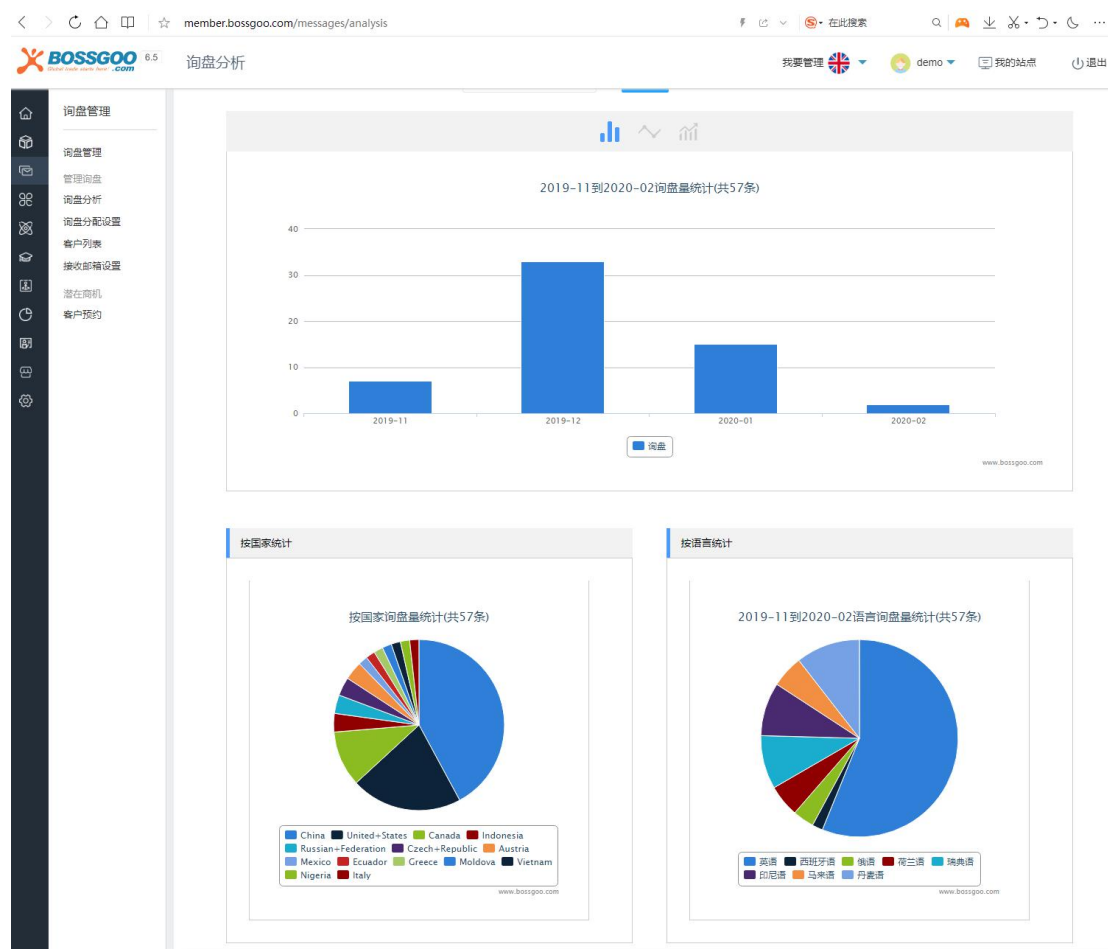 member.bossgoo.com/messages/analysis
在此搜索
BOSSGOO
.com
6.5
询盘分析
我要管理
demo
我的站点
退出
询盘管理
询盘管理
管理询盘
询盘分析
询盘分配设置
客户列表
接收邮箱设置
潜在商机
客户预约
2019-11到2020-02询盘量统计(共57条)
40
30
20
10
0
2019-11 2019-12 2020-01 2020-02
询盘
www.bossgoo.com
按国家统计
按国家询盘量统计(共57条)
China United+States Canada Indonesia
Russian+Federation Czech+Republic Austria
Mexico Ecuador Greece Moldova Vietnam
Nigeria Italy
www.bossgoo.com
按语言统计
2019-11到2020-02语言询盘量统计(共57条)
英语 西班牙语 俄语 荷兰语 瑞典语
印尼语 马来语 丹麦语
www.bossgoo.com